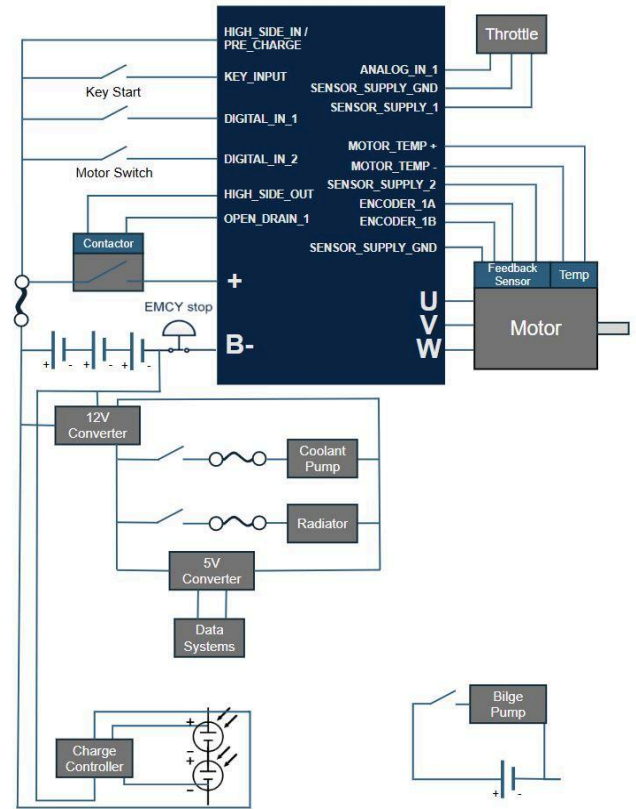 HIGH_SIDE_IN /
PRE_CHARGE
KEY_INPUT
Key Start
DIGITAL_IN_1
DIGITAL_IN_2
Motor Switch
HIGH_SIDE_OUT
OPEN_DRAIN_1
Contactor
+
EMCY stop
B-
+ - + - + -
Throttle
ANALOG_IN_1
SENSOR_SUPPLY_GND
SENSOR_SUPPLY_1
MOTOR_TEMP +
MOTOR_TEMP -
SENSOR_SUPPLY_2
ENCODER_1A
ENCODER_1B
SENSOR_SUPPLY_GND
Feedback
Sensor
Temp
U
V
W
Motor
12V
Converter
Coolant
Pump
Radiator
5V
Converter
Data
Systems
Charge
Controller
+
-
+
-
Bilge
Pump
+ -